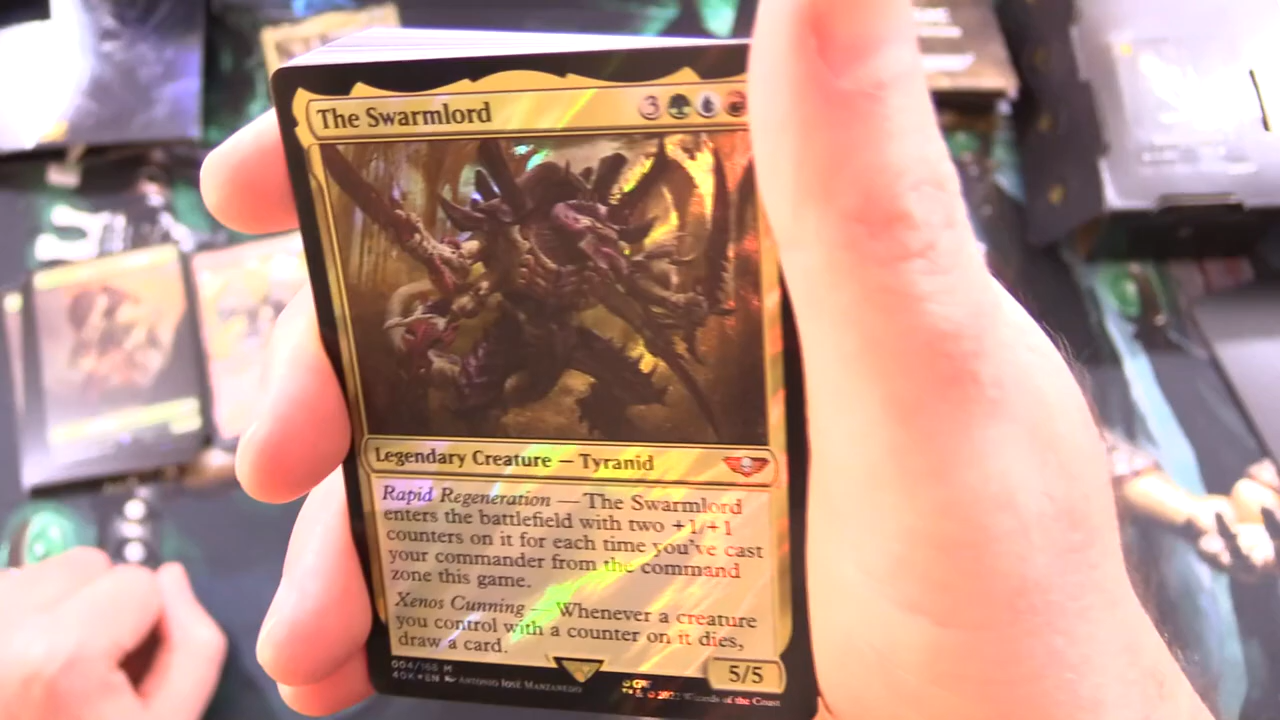 The Swarmlord 3
Legendary Creature — Tyranid
Rapid Regeneration — The Swarmlord
enters the battlefield with two +1/+1
counters on it for each time you've cast
your commander from the command
zone this game.
Xenos Cunning — Whenever a creature
you control with a counter on it dies,
draw a card.
5/5
004/168 M
40K ★ EN Antonio José Manzanedo
© GW
™ & © 2022 Wizards of the Coast